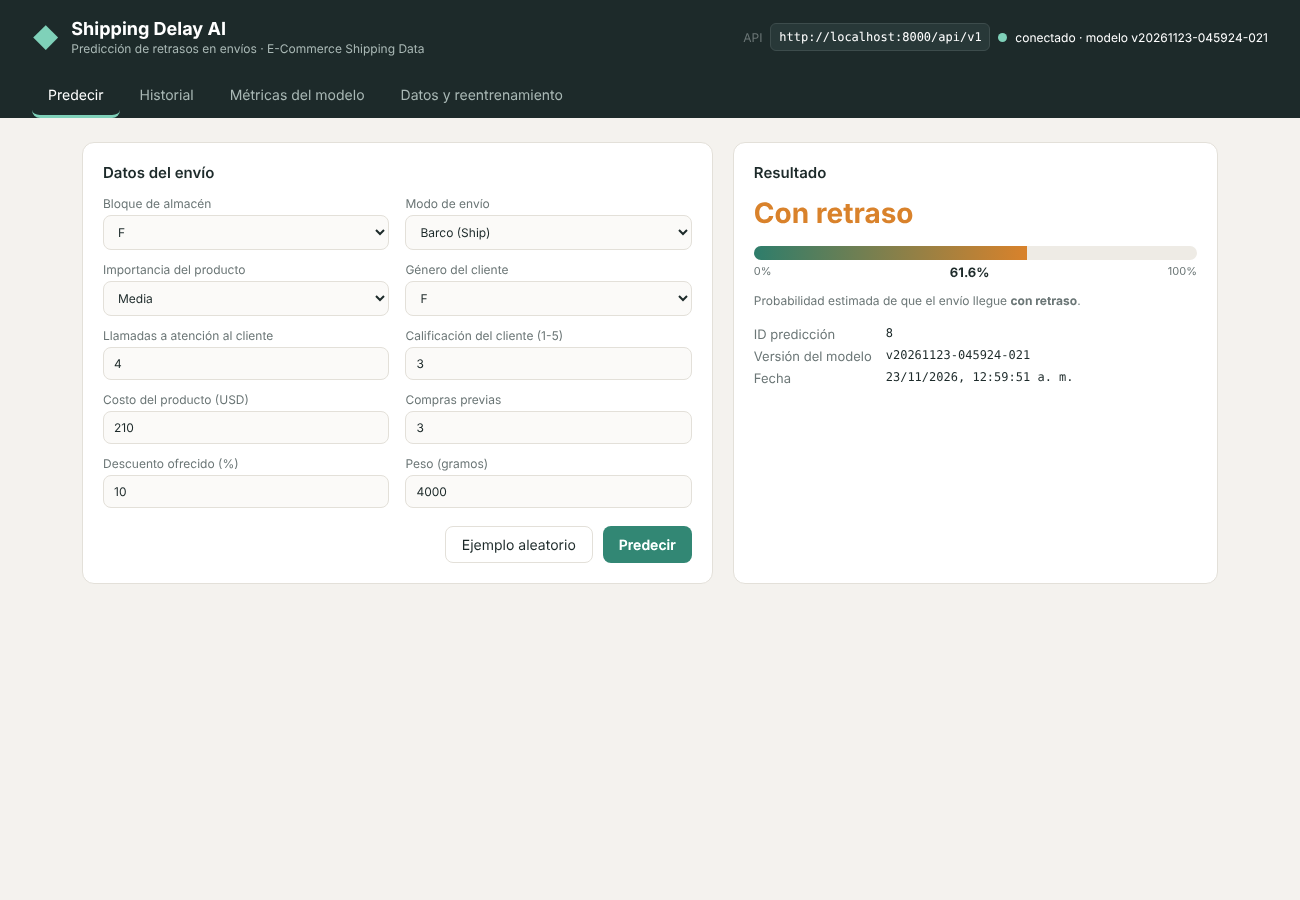 Shipping Delay AI
Predicción de retrasos en envíos · E-Commerce Shipping Data
API http://localhost:8000/api/v1 conectado · modelo v20261123-045924-021
Predecir Historial Métricas del modelo Datos y reentrenamiento
Datos del envío
Bloque de almacén Modo de envío
F Barco (Ship)
Importancia del producto Género del cliente
Media F
Llamadas a atención al cliente Calificación del cliente (1-5)
4 3
Costo del producto (USD) Compras previas
210 3
Descuento ofrecido (%) Peso (gramos)
10 4000
Ejemplo aleatorio Predecir
Resultado
Con retraso
0% 61.6% 100%
Probabilidad estimada de que el envío llegue con retraso.
ID predicción 8
Versión del modelo v20261123-045924-021
Fecha 23/11/2026, 12:59:51 a. m.